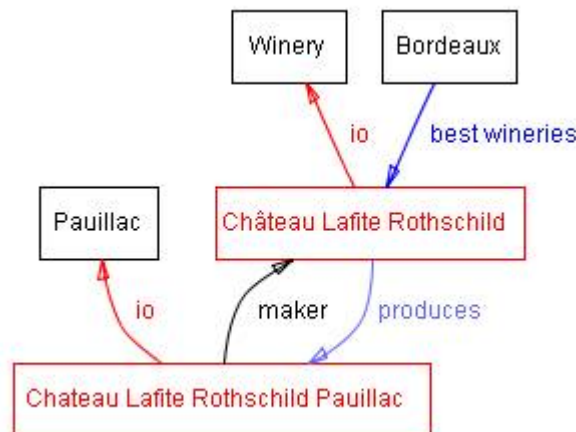 Winery
Bordeaux
io
best wineries
Pauillac
Château Lafite Rothschild
io
maker
produces
Chateau Lafite Rothschild Pauillac